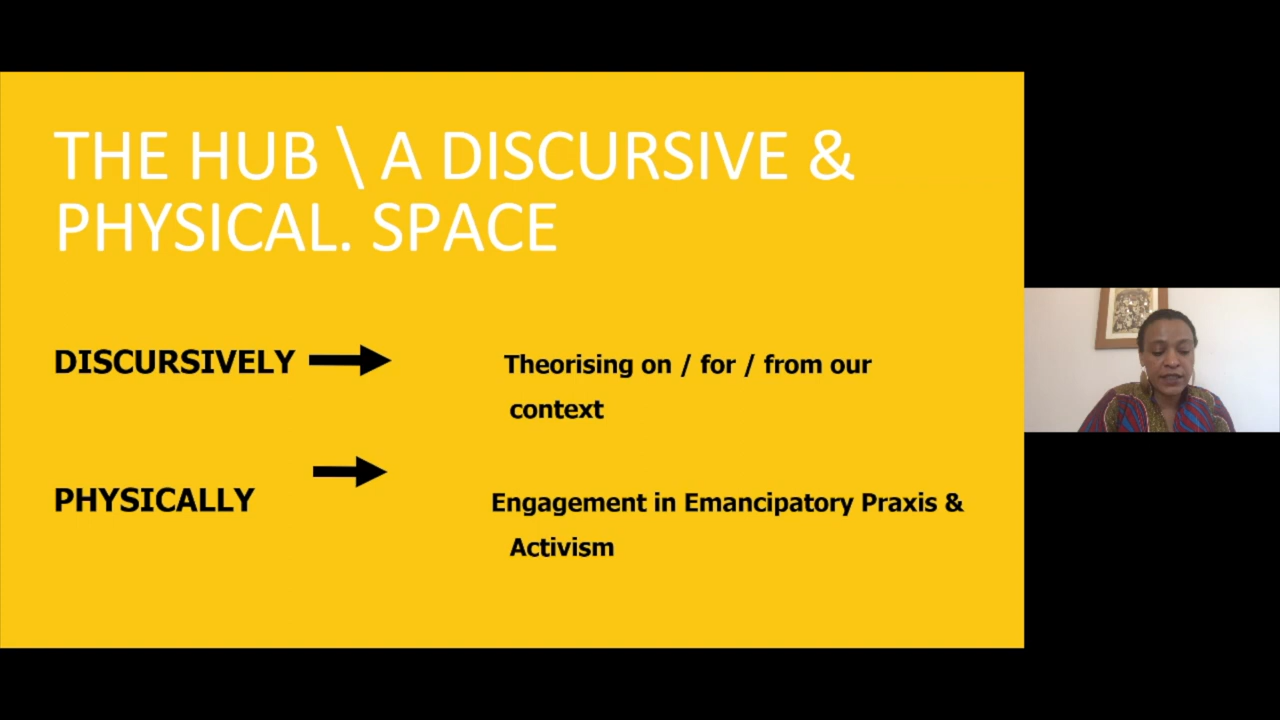 THE HUB \ A DISCURSIVE &
PHYSICAL. SPACE
DISCURSIVELY
Theorising on / for / from our
context
PHYSICALLY
Engagement in Emancipatory Praxis &
Activism